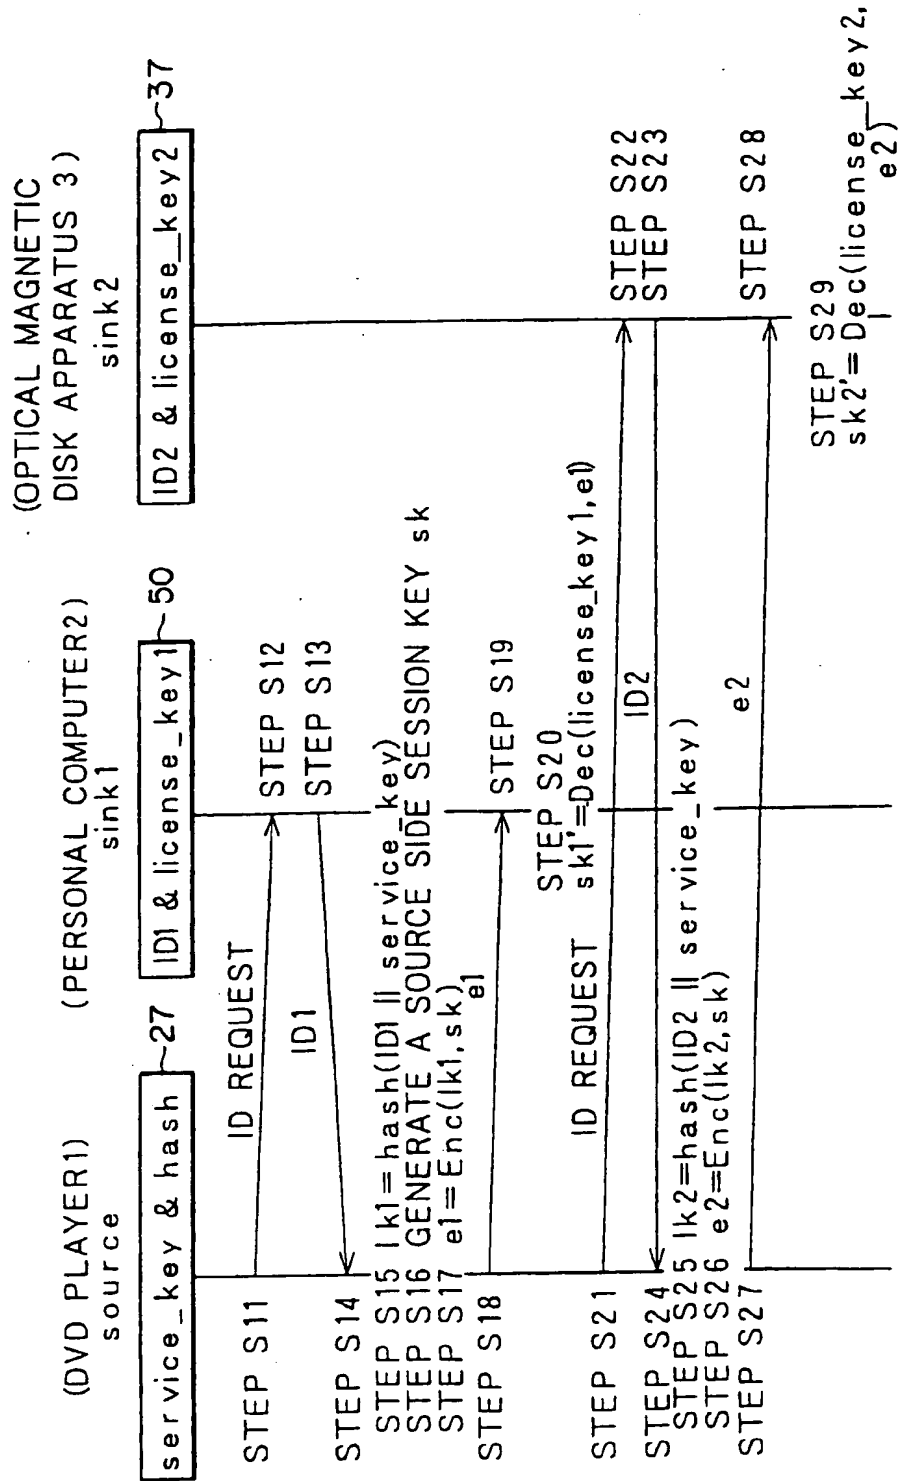 (DVD PLAYER1)
source
service_key & hash
27
(PERSONAL COMPUTER2)
sink1
ID1 & license_key1
50
(OPTICAL MAGNETIC
DISK APPARATUS 3)
sink2
ID2 & license_key2
37
STEP S11
ID REQUEST
STEP S12
STEP S13
ID1
STEP S14
STEP S15 lk1=hash(ID1 || service_key)
STEP S16 GENERATE A SOURCE SIDE SESSION KEY sk
STEP S17 e1=Enc(lk1,sk)
e1
STEP S18
STEP S19
STEP S20
sk1'=Dec(license_key1,e1)
STEP S21
ID REQUEST
STEP S22
STEP S23
ID2
STEP S24
STEP S25 lk2=hash(ID2 || service_key)
STEP S26 e2=Enc(lk2,sk)
STEP S27
e2
STEP S28
STEP S29
sk2'=Dec(license_key2,
e2)